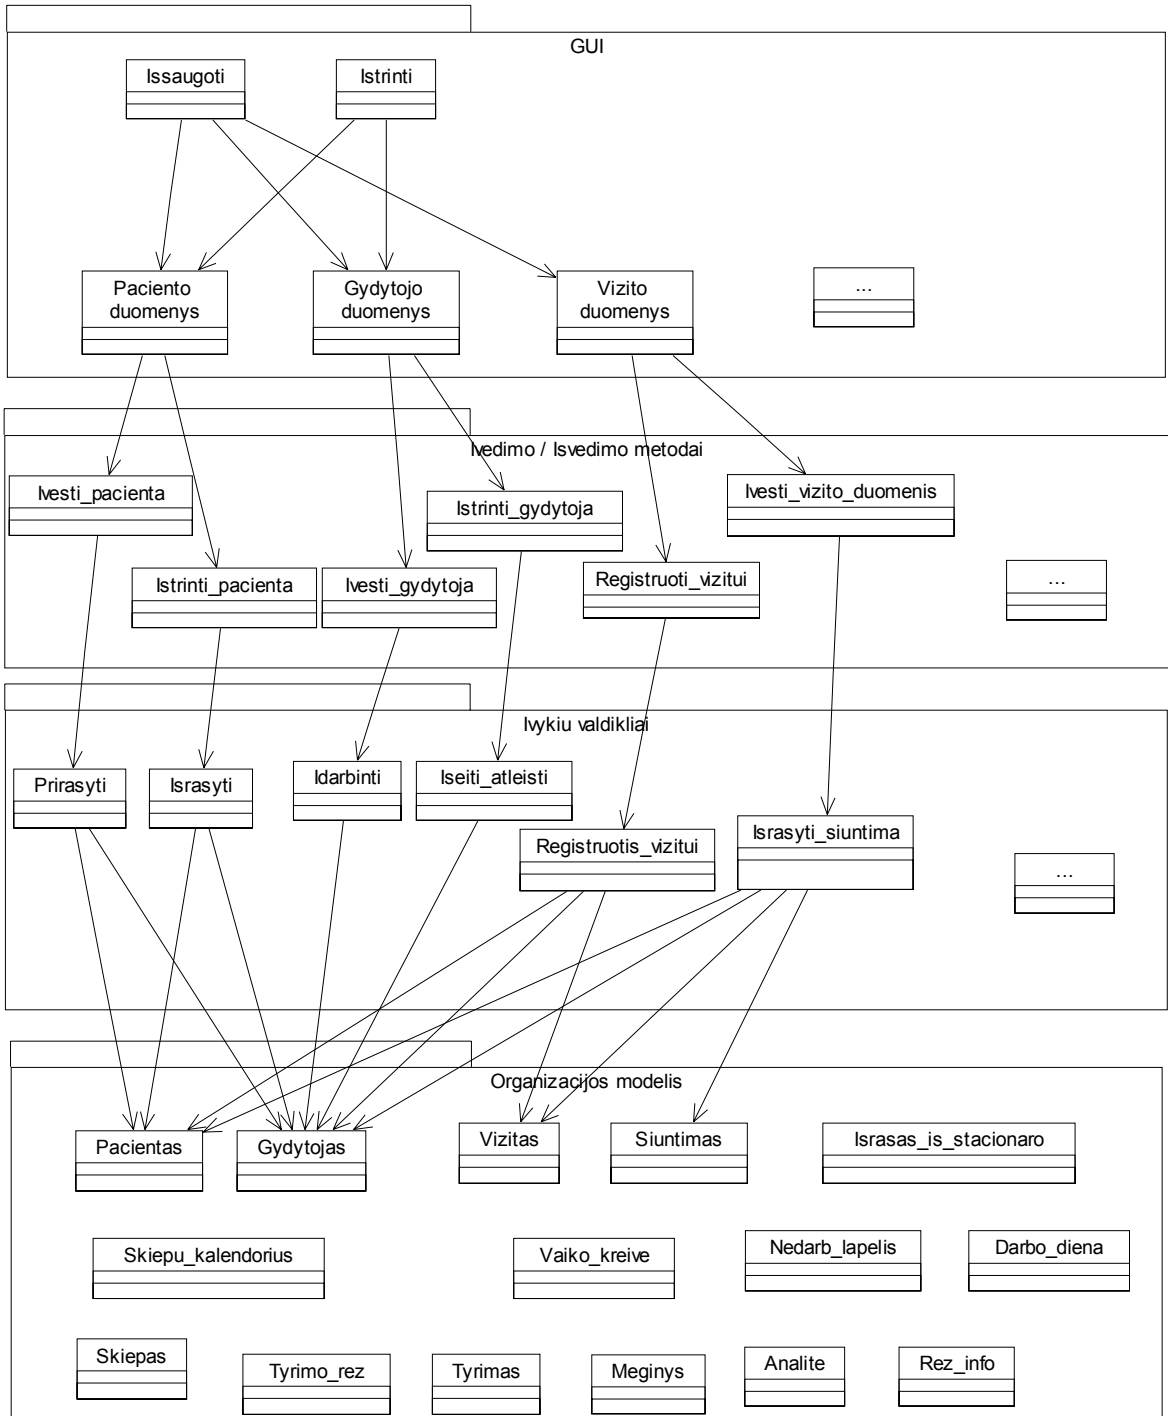 GUI
Issaugoti
Istrinti
Paciento
duomenys
Gydytojo
duomenys
Vizito
duomenys
...
Ivedimo / Isvedimo metodai
Ivesti_pacienta
Istrinti_gydytoja
Ivesti_vizito_duomenis
Istrinti_pacienta
Ivesti_gydytoja
Registruoti_vizitui
...
Ivykiu valdikliai
Prirasyti
Israsyti
Idarbinti
Iseiti_atleisti
Registruotis_vizitui
Israsyti_siuntima
...
Organizacijos modelis
Pacientas
Gydytojas
Vizitas
Siuntimas
Israsas_is_stacionaro
Skiepu_kalendorius
Vaiko_kreive
Nedarb_lapelis
Darbo_diena
Skiepas
Tyrimo_rez
Tyrimas
Meginys
Analite
Rez_info